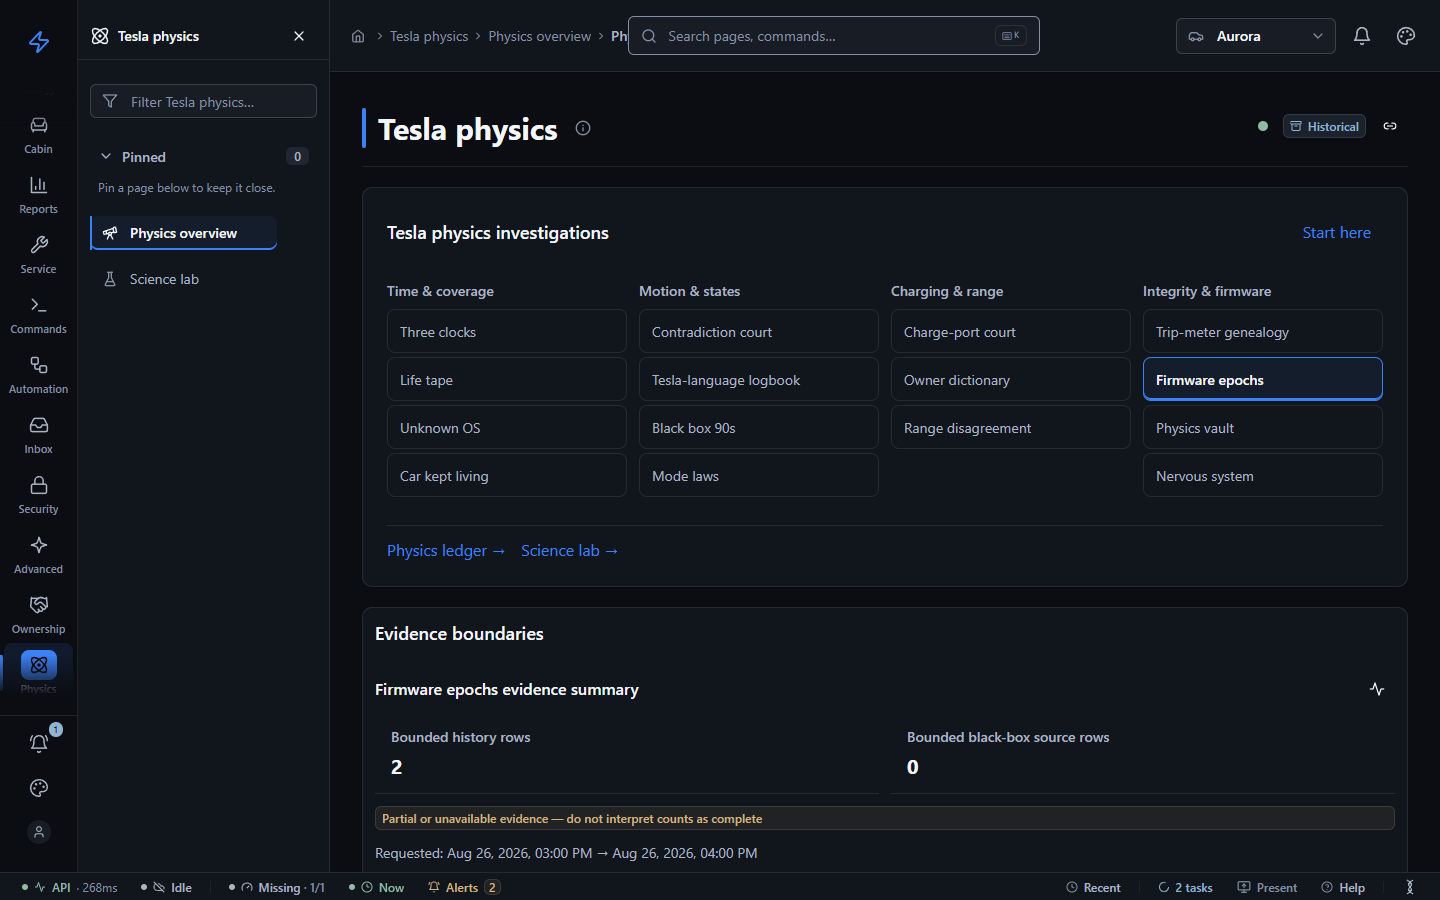 Tesla physics
Tesla physics
Physics overview
Ph
Search pages, commands...
K
Aurora
Filter Tesla physics...
Pinned
0
Pin a page below to keep it close.
Physics overview
Science lab
Cabin
Reports
Service
Commands
Automation
Inbox
Security
Advanced
Ownership
Physics
1
Tesla physics
Historical
Tesla physics investigations
Start here
Time & coverage
Three clocks
Life tape
Unknown OS
Car kept living
Motion & states
Contradiction court
Tesla-language logbook
Black box 90s
Mode laws
Charging & range
Charge-port court
Owner dictionary
Range disagreement
Integrity & firmware
Trip-meter genealogy
Firmware epochs
Physics vault
Nervous system
Physics ledger →
Science lab →
Evidence boundaries
Firmware epochs evidence summary
Bounded history rows
2
Bounded black-box source rows
0
Partial or unavailable evidence — do not interpret counts as complete
Requested: Aug 26, 2026, 03:00 PM → Aug 26, 2026, 04:00 PM
API · 268ms
Idle
Missing · 1/1
Now
Alerts 2
Recent
2 tasks
Present
Help